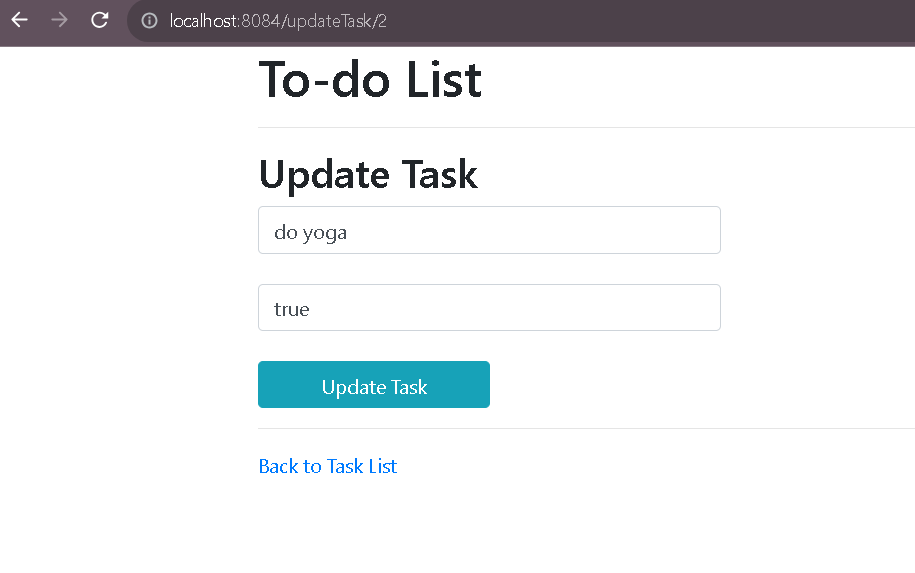 localhost:8084/updateTask/2
To-do List
Update Task
do yoga
true
Update Task
Back to Task List